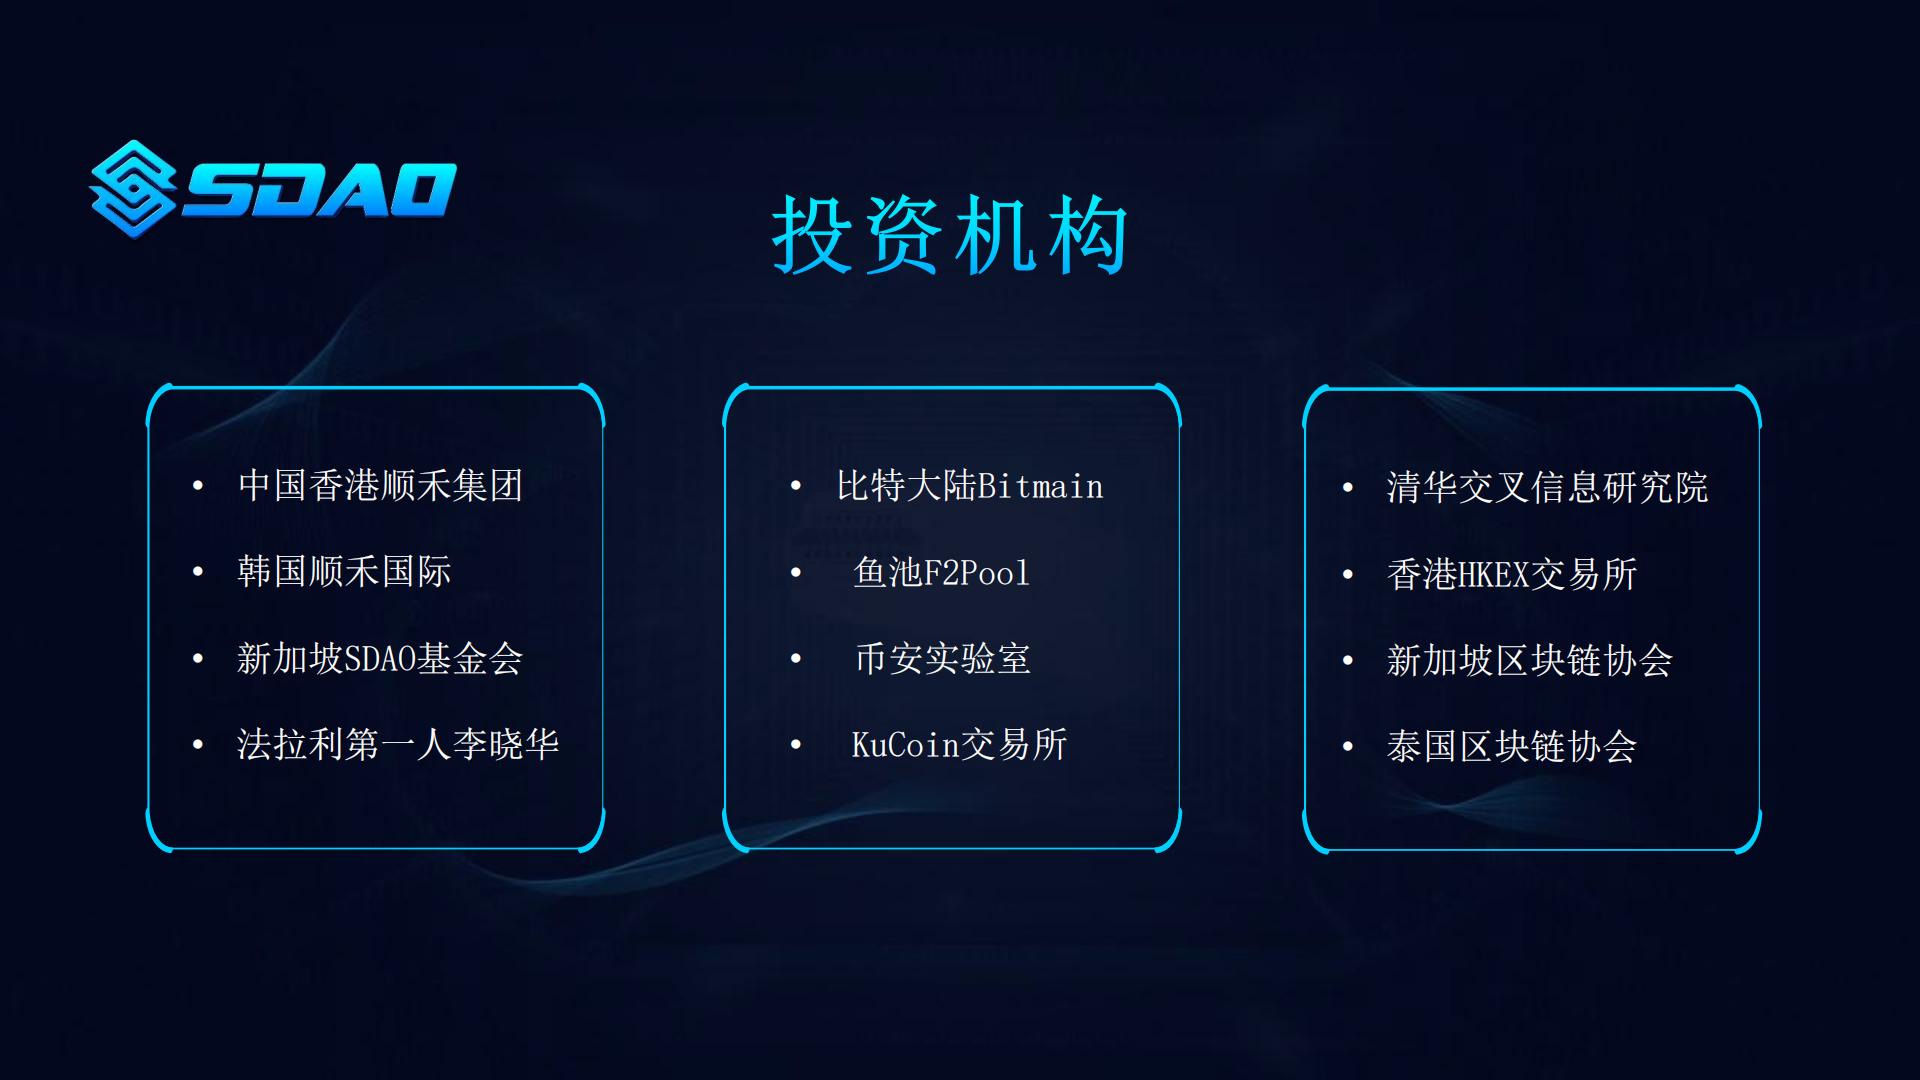 SDAO
投资机构
• 中国香港顺禾集团
• 韩国顺禾国际
• 新加坡SDAO基金会
• 法拉利第一人李晓华
• 比特大陆Bitmain
• 鱼池F2Pool
• 币安实验室
• KuCoin交易所
• 清华交叉信息研究院
• 香港HKEX交易所
• 新加坡区块链协会
• 泰国区块链协会